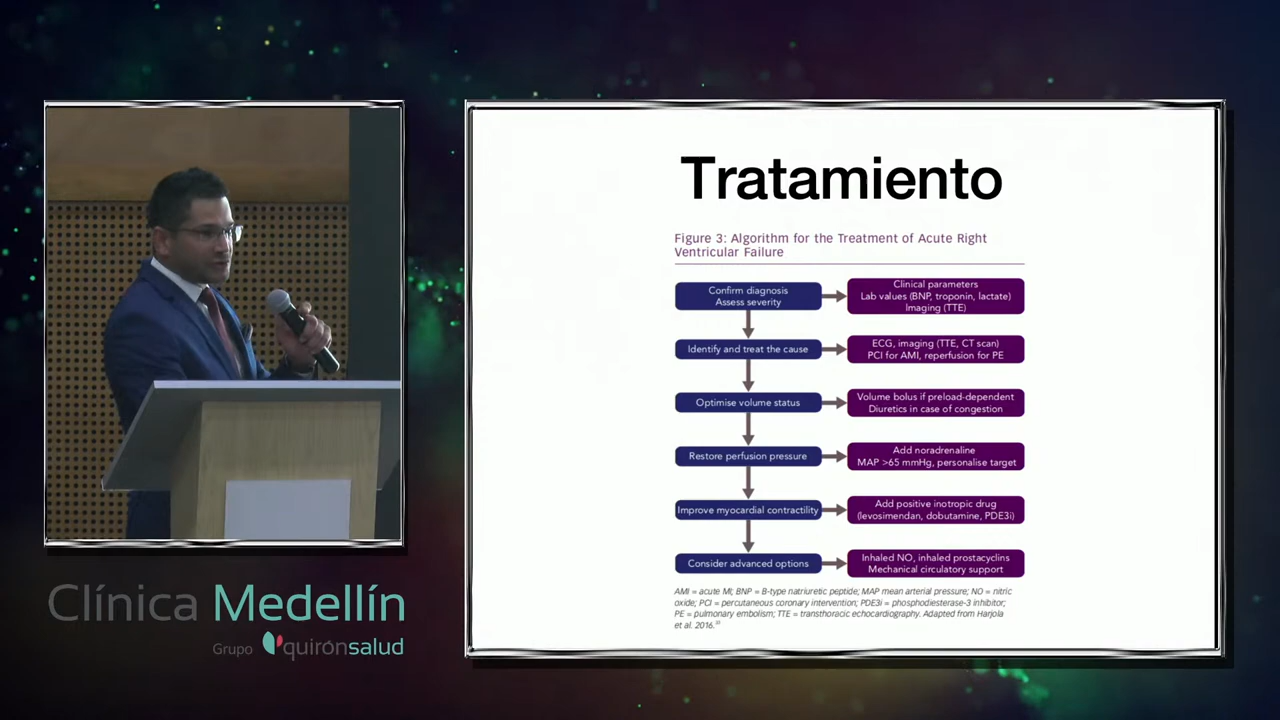 Tratamiento
Figure 3: Algorithm for the Treatment of Acute Right
Ventricular Failure
Confirm diagnosis
Assess severity
Clinical parameters
Lab values (BNP, troponin, lactate)
Imaging (TTE)
Identify and treat the cause
ECG, imaging (TTE, CT scan)
PCI for AMI, reperfusion for PE
Optimise volume status
Volume bolus if preload-dependent
Diuretics in case of congestion
Restore perfusion pressure
Add noradrenaline
MAP >65 mmHg, personalise target
Improve myocardial contractility
Add positive inotropic drug
(levosimendan, dobutamine, PDE3i)
Consider advanced options
Inhaled NO, inhaled prostacyclins
Mechanical circulatory support
AMI = acute MI; BNP = B-type natriuretic peptide; MAP mean arterial pressure; NO = nitric
oxide; PCI = percutaneous coronary intervention; PDE3i = phosphodiesterase-3 inhibitor;
PE = pulmonary embolism; TTE = transthoracic echocardiography. Adapted from Harjola
et al. 2016.
Clínica Medellín
Grupo quirónsalud